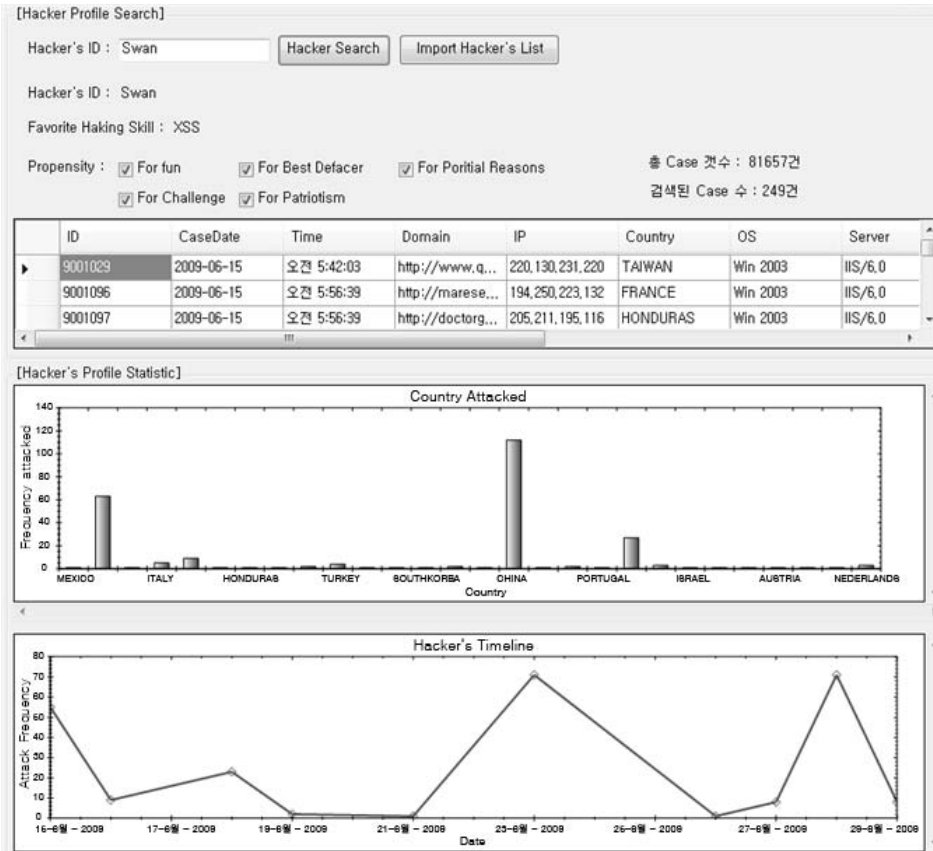 [Hacker Profile Search]
Hacker's ID : Swan Hacker Search Import Hacker's List
Hacker's ID : Swan
Favorite Haking Skill : XSS
Propensity : For fun For Best Defacer For Poritial Reasons
For Challenge For Patriotism
총 Case 갯수 : 81657건
검색된 Case 수 : 249건
ID CaseDate Time Domain IP Country OS Server
9001029 2009-06-15 오전 5:42:03 http://www.q... 220,130,231,220 TAIWAN Win 2003 IIS/6.0
9001096 2009-06-15 오전 5:56:39 http://marese... 194,250,223,132 FRANCE Win 2003 IIS/6.0
9001097 2009-06-15 오전 5:56:39 http://doctorg... 205,211,195,116 HONDURAS Win 2003 IIS/6.0
[Hacker's Profile Statistic]
Country Attacked
Frequency attacked
140
120
100
80
60
40
20
0
MEXICO ITALY HONDURAS TURKEY SOUTHKOREA CHINA PORTUGAL ISRAEL AUSTRIA NEDERLANDS
Country
Hacker's Timeline
Attack Frequency
80
70
60
50
40
30
20
10
0
16-6월 - 2009 17-6월 - 2009 19-6월 - 2009 21-6월 - 2009 23-6월 - 2009 26-6월 - 2009 27-6월 - 2009 29-6월 - 2009
Date